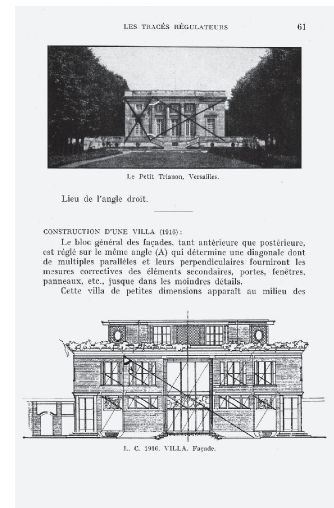 LES TRACÉS RÉGULATEURS 61
Le Petit Trianon, Versailles.
Lieu de l'angle droit.
CONSTRUCTION D'UNE VILLA (1916) :
Le bloc général des façades, tant antérieure que postérieure,
est réglé sur le même angle (A) qui détermine une diagonale dont
de multiples parallèles et leurs perpendiculaires fourniront les
mesures correctives des éléments secondaires, portes, fenêtres,
panneaux, etc., jusque dans les moindres détails.
Cette villa de petites dimensions apparaît au milieu des
L. C. 1916. VILLA. Façade.